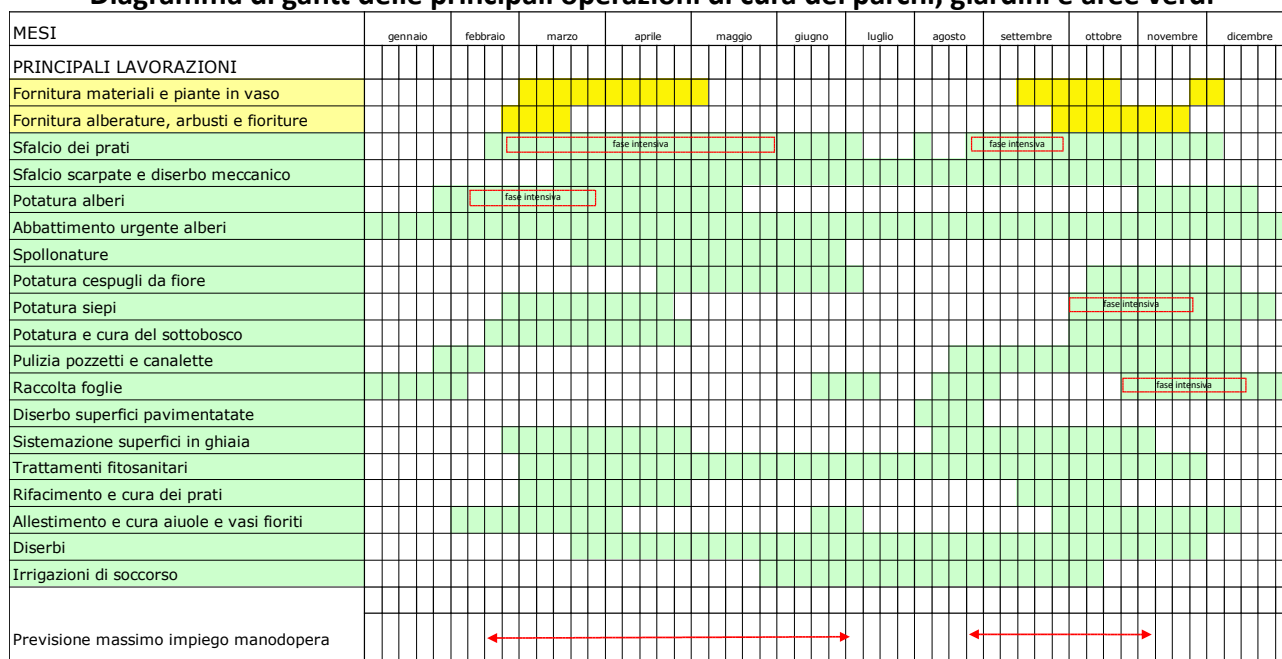 Diagramma di gantt delle principali operazioni di cura dei parchi, giardini e aree verdi
MESI gennaio febbraio marzo aprile maggio giugno luglio agosto settembre ottobre novembre dicembre
PRINCIPALI LAVORAZIONI
Fornitura materiali e piante in vaso
Fornitura alberature, arbusti e fioriture
Sfalcio dei prati fase intensiva fase intensiva
Sfalcio scarpate e diserbo meccanico
Potatura alberi fase intensiva
Abbattimento urgente alberi
Spollonature
Potatura cespugli da fiore
Potatura siepi fase intensiva
Potatura e cura del sottobosco
Pulizia pozzetti e canalette
Raccolta foglie fase intensiva
Diserbo superfici pavimentatate
Sistemazione superfici in ghiaia
Trattamenti fitosanitari
Rifacimento e cura dei prati
Allestimento e cura aiuole e vasi fioriti
Diserbi
Irrigazioni di soccorso
Previsione massimo impiego manodopera